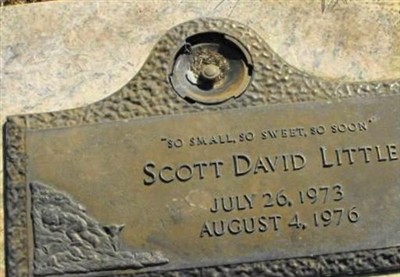 "SO SMALL, SO SWEET, SO SOON"
SCOTT DAVID LITTLE
JULY 26, 1973
AUGUST 4, 1976